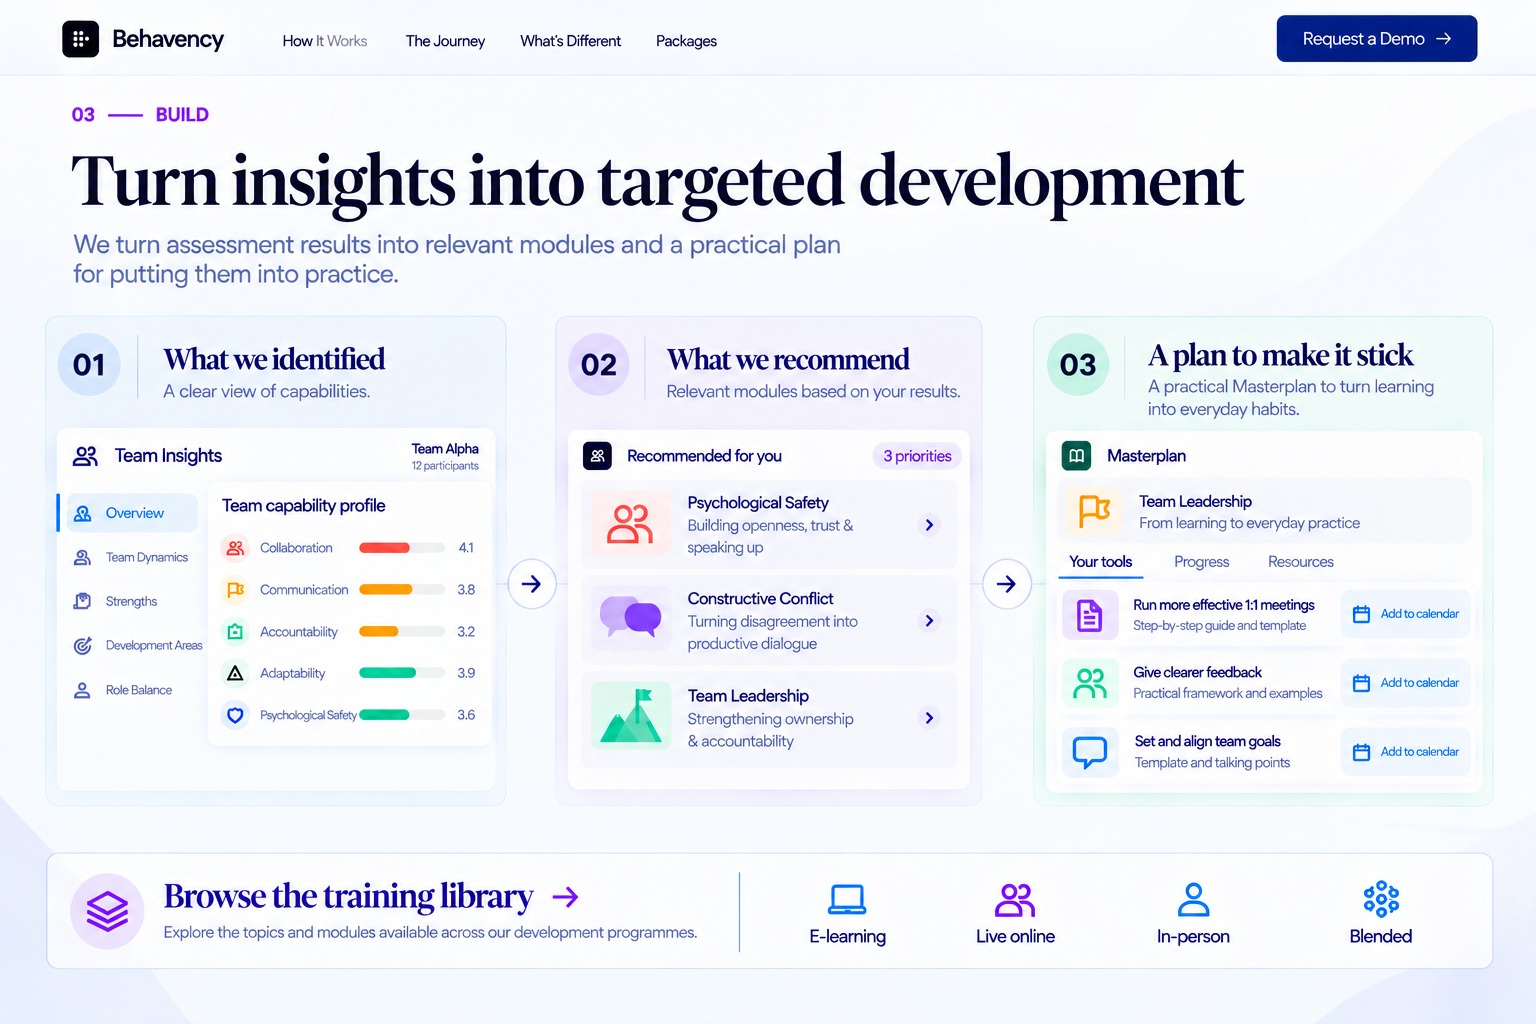 Behavency
How It Works
The Journey
What's Different
Packages
Request a Demo →
03 — BUILD
Turn insights into targeted development
We turn assessment results into relevant modules and a practical plan
for putting them into practice.
01
What we identified
A clear view of capabilities.
Team Insights
Team Alpha
12 participants
Overview
Team Dynamics
Strengths
Development Areas
Role Balance
Team capability profile
Collaboration 4.1
Communication 3.8
Accountability 3.2
Adaptability 3.9
Psychological Safety 3.6
02
What we recommend
Relevant modules based on your results.
Recommended for you
3 priorities
Psychological Safety
Building openness, trust &
speaking up
Constructive Conflict
Turning disagreement into
productive dialogue
Team Leadership
Strengthening ownership
& accountability
03
A plan to make it stick
A practical Masterplan to turn learning
into everyday habits.
Masterplan
Team Leadership
From learning to everyday practice
Your tools
Progress
Resources
Run more effective 1:1 meetings
Step-by-step guide and template
Add to calendar
Give clearer feedback
Practical framework and examples
Add to calendar
Set and align team goals
Template and talking points
Add to calendar
Browse the training library →
Explore the topics and modules available across our development programmes.
E-learning
Live online
In-person
Blended